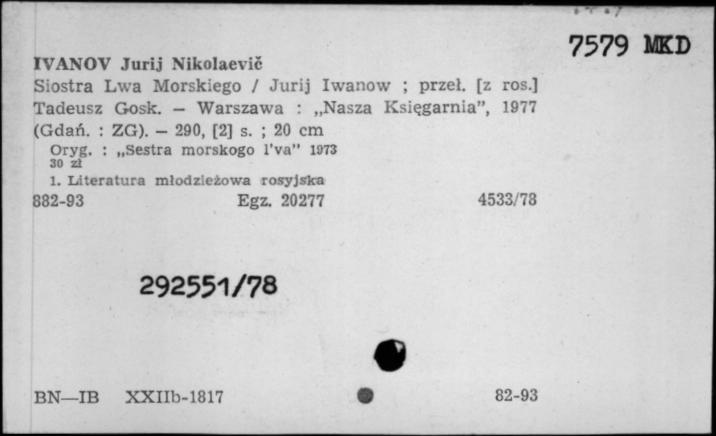 7579 MKD
IVANOV Jurij Nikolaevič
Siostra Lwa Morskiego / Jurij Iwanow ; przeł. [z ros.]
Tadeusz Gosk. — Warszawa : „Nasza Księgarnia”, 1977
(Gdań. : ZG). — 290, [2] s. ; 20 cm
Oryg. : „Sestra morskogo l'va” 1973
30 zł
1. Literatura młodzieżowa rosyjska
882-93 Egz. 20277 4533/78
292551/78
BN—IB XXIIb-1817 82-93